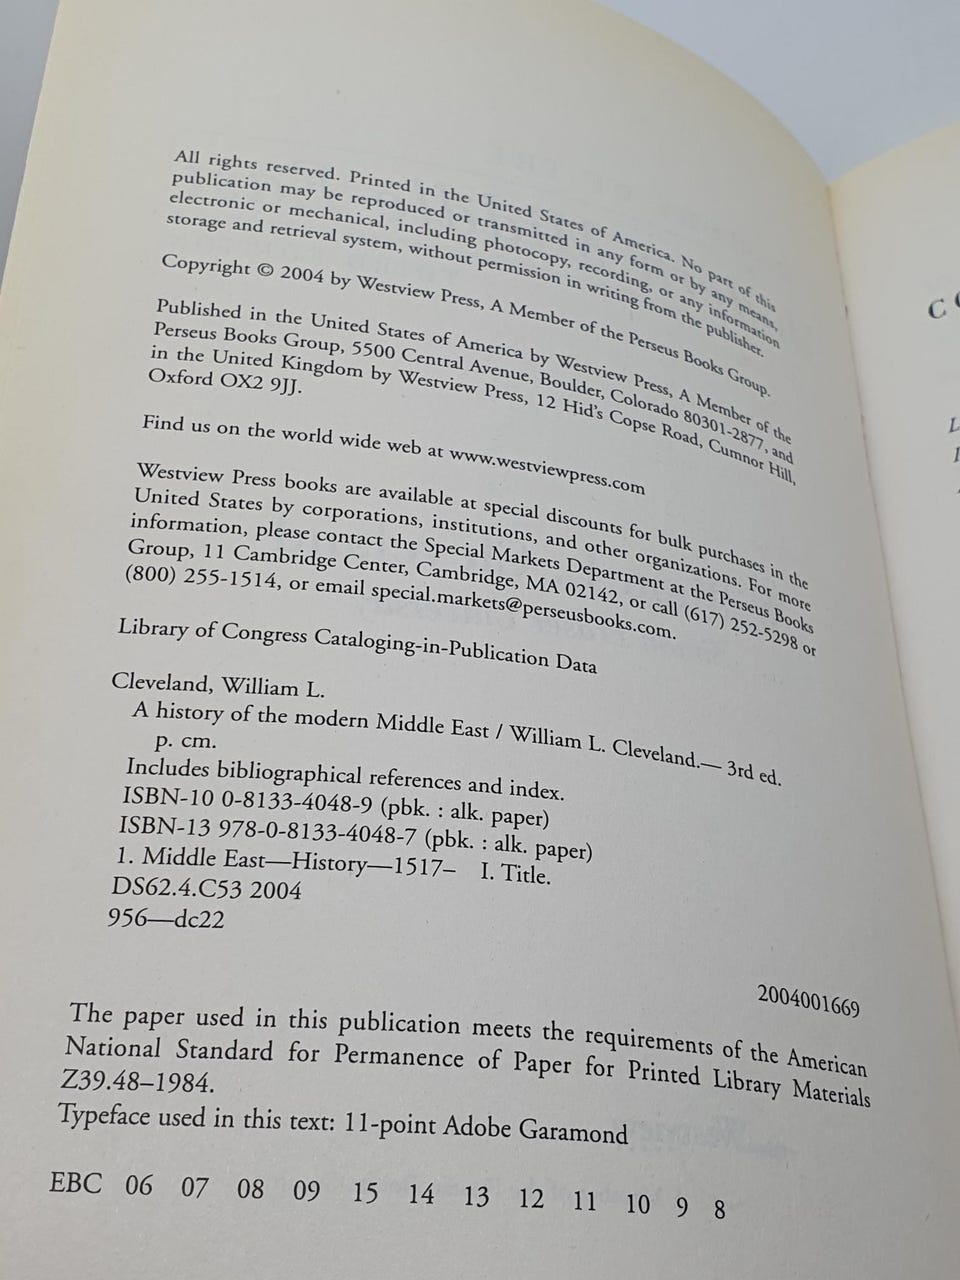 All rights reserved. Printed in the United States of America. No part of this
publication may be reproduced or transmitted in any form or by any means,
electronic or mechanical, including photocopy, recording, or any information
storage and retrieval system, without permission in writing from the publisher.
Copyright © 2004 by Westview Press, A Member of the Perseus Books Group.
Published in the United States of America by Westview Press, A Member of the
Perseus Books Group, 5500 Central Avenue, Boulder, Colorado 80301-2877, and
in the United Kingdom by Westview Press, 12 Hid's Copse Road, Cumnor Hill,
Oxford OX2 9JJ.
Find us on the world wide web at www.westviewpress.com
Westview Press books are available at special discounts for bulk purchases in the
United States by corporations, institutions, and other organizations. For more
information, please contact the Special Markets Department at the Perseus Books
Group, 11 Cambridge Center, Cambridge, MA 02142, or call (617) 252-5298 or
(800) 255-1514, or email special.markets@perseusbooks.com.
Library of Congress Cataloging-in-Publication Data
Cleveland, William L.
A history of the modern Middle East / William L. Cleveland.— 3rd ed.
p. cm.
Includes bibliographical references and index.
ISBN-10 0-8133-4048-9 (pbk. : alk. paper)
ISBN-13 978-0-8133-4048-7 (pbk. : alk. paper)
1. Middle East—History—1517– I. Title.
DS62.4.C53 2004
956—dc22
2004001669
The paper used in this publication meets the requirements of the American
National Standard for Permanence of Paper for Printed Library Materials
Z39.48–1984.
Typeface used in this text: 11-point Adobe Garamond
EBC 06 07 08 09 15 14 13 12 11 10 9 8